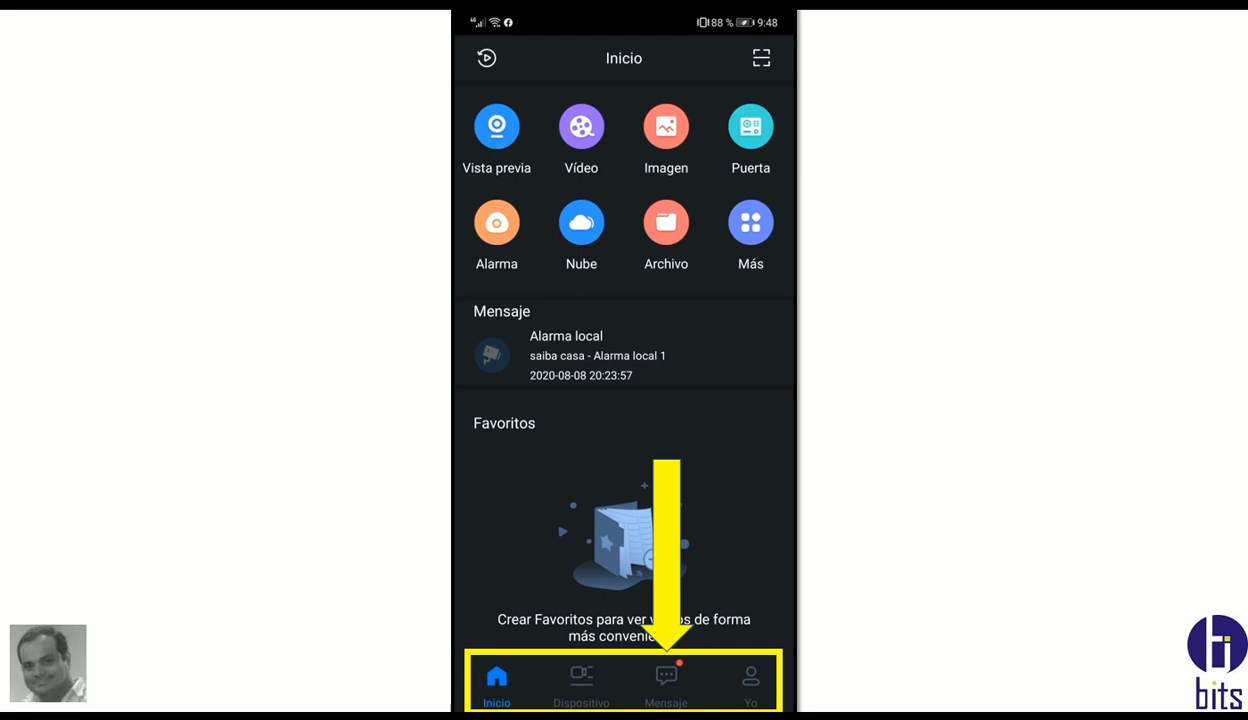 88 % 9:48
Inicio
Vista previa Vídeo Imagen Puerta
Alarma Nube Archivo Más
Mensaje
Alarma local
saiba casa - Alarma local 1
2020-08-08 20:23:57
Favoritos
Crear Favoritos para ver de forma
más
Inicio Dispositivo Mensaje Yo
hi
bits